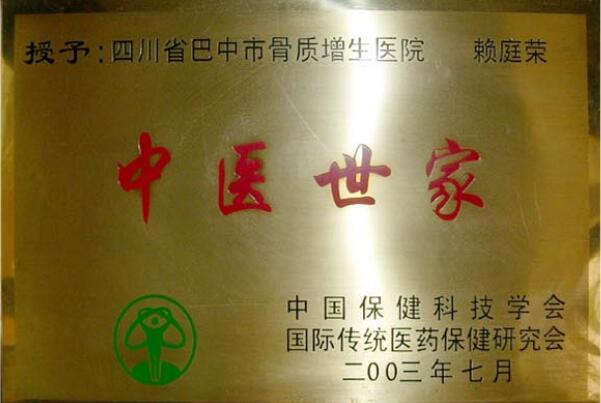 授予：四川省巴中市骨质增生医院 赖庭荣
中医世家
中国保健科技学会
国际传统医药保健研究会
二00三年七月